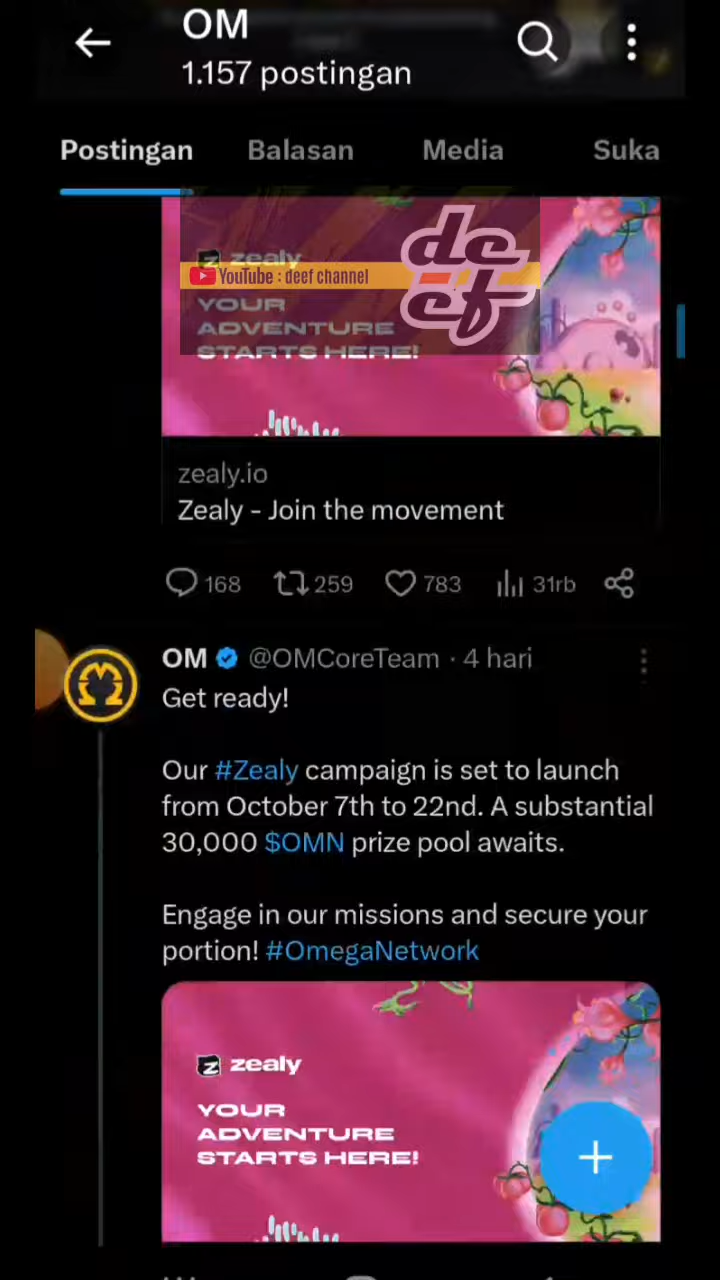 OM
1.157 postingan
Postingan Balasan Media Suka
zealy
YouTube : deef channel
de
ef
YOUR
ADVENTURE
STARTS HERE!
zealy.io
Zealy - Join the movement
168 259 783 31rb
OM @OMCoreTeam · 4 hari
Get ready!
Our #Zealy campaign is set to launch
from October 7th to 22nd. A substantial
30,000 $OMN prize pool awaits.
Engage in our missions and secure your
portion! #OmegaNetwork
zealy
YOUR
ADVENTURE
STARTS HERE!